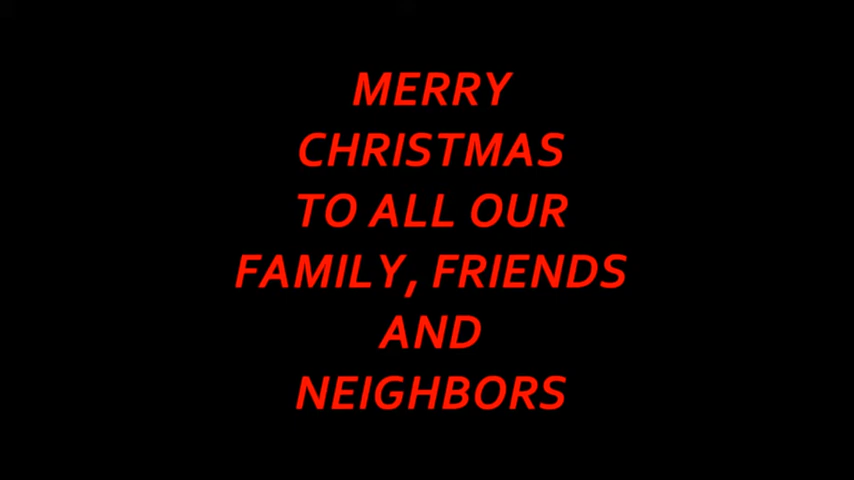 MERRY
CHRISTMAS
TO ALL OUR
FAMILY, FRIENDS
AND
NEIGHBORS